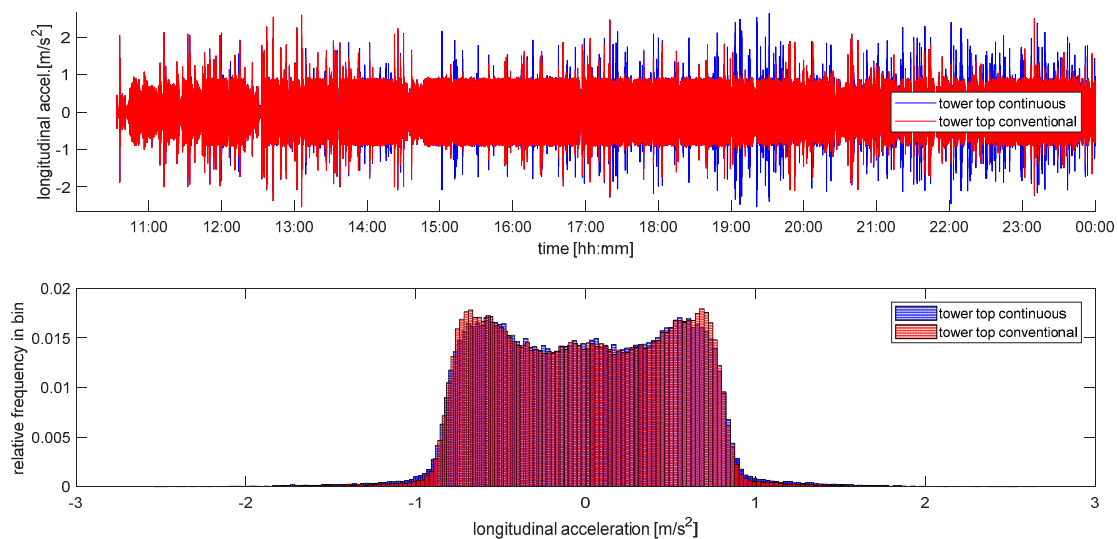 longitudinal accel.[m/s²]
2
1
0
-1
-2
tower top continuous
tower top conventional
11:00 12:00 13:00 14:00 15:00 16:00 17:00 18:00 19:00 20:00 21:00 22:00 23:00 00:00
time [hh:mm]
relative frequency in bin
0.02
0.015
0.01
0.005
0
tower top continuous
tower top conventional
-3 -2 -1 0 1 2 3
longitudinal acceleration [m/s²]